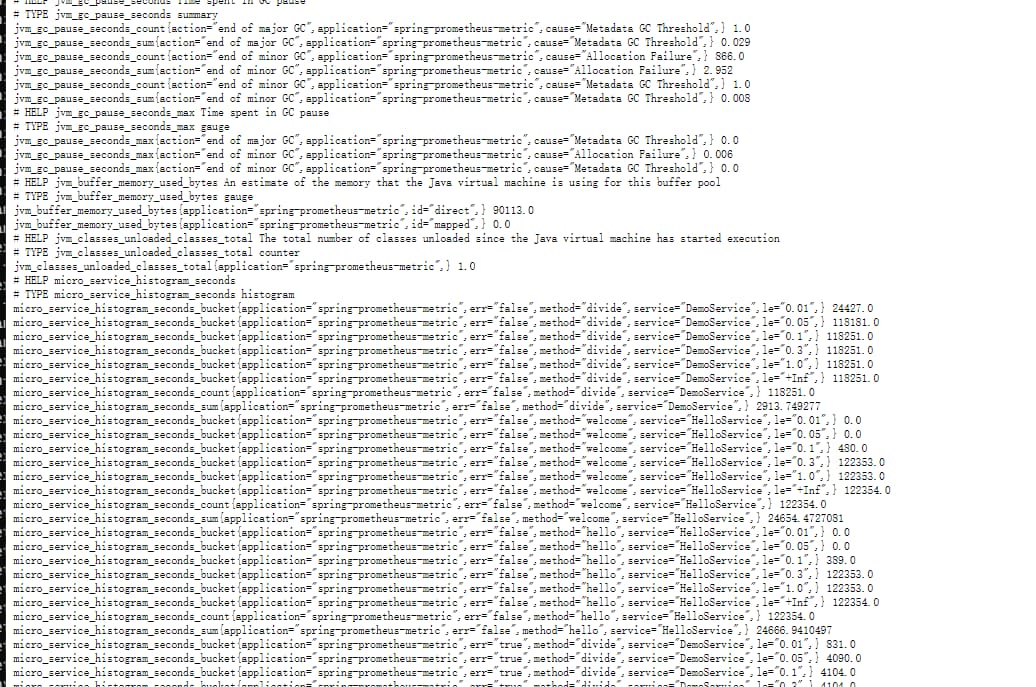 # HELP jvm_gc_pause_seconds Time spent in GC pause
# TYPE jvm_gc_pause_seconds summary
jvm_gc_pause_seconds_count{action="end of major GC",application="spring-prometheus-metric",cause="Metadata GC Threshold",} 1.0
jvm_gc_pause_seconds_sum{action="end of major GC",application="spring-prometheus-metric",cause="Metadata GC Threshold",} 0.029
jvm_gc_pause_seconds_count{action="end of minor GC",application="spring-prometheus-metric",cause="Allocation Failure",} 866.0
jvm_gc_pause_seconds_sum{action="end of minor GC",application="spring-prometheus-metric",cause="Allocation Failure",} 2.952
jvm_gc_pause_seconds_count{action="end of minor GC",application="spring-prometheus-metric",cause="Metadata GC Threshold",} 1.0
jvm_gc_pause_seconds_sum{action="end of minor GC",application="spring-prometheus-metric",cause="Metadata GC Threshold",} 0.008
# HELP jvm_gc_pause_seconds_max Time spent in GC pause
# TYPE jvm_gc_pause_seconds_max gauge
jvm_gc_pause_seconds_max{action="end of major GC",application="spring-prometheus-metric",cause="Metadata GC Threshold",} 0.0
jvm_gc_pause_seconds_max{action="end of minor GC",application="spring-prometheus-metric",cause="Allocation Failure",} 0.006
jvm_gc_pause_seconds_max{action="end of minor GC",application="spring-prometheus-metric",cause="Metadata GC Threshold",} 0.0
# HELP jvm_buffer_memory_used_bytes An estimate of the memory that the Java virtual machine is using for this buffer pool
# TYPE jvm_buffer_memory_used_bytes gauge
jvm_buffer_memory_used_bytes{application="spring-prometheus-metric",id="direct",} 90113.0
jvm_buffer_memory_used_bytes{application="spring-prometheus-metric",id="mapped",} 0.0
# HELP jvm_classes_unloaded_classes_total The total number of classes unloaded since the Java virtual machine has started execution
# TYPE jvm_classes_unloaded_classes_total counter
jvm_classes_unloaded_classes_total{application="spring-prometheus-metric",} 1.0
# HELP micro_service_histogram_seconds
# TYPE micro_service_histogram_seconds histogram
micro_service_histogram_seconds_bucket{application="spring-prometheus-metric",err="false",method="divide",service="DemoService",le="0.01",} 24427.0
micro_service_histogram_seconds_bucket{application="spring-prometheus-metric",err="false",method="divide",service="DemoService",le="0.05",} 118181.0
micro_service_histogram_seconds_bucket{application="spring-prometheus-metric",err="false",method="divide",service="DemoService",le="0.1",} 118251.0
micro_service_histogram_seconds_bucket{application="spring-prometheus-metric",err="false",method="divide",service="DemoService",le="0.3",} 118251.0
micro_service_histogram_seconds_bucket{application="spring-prometheus-metric",err="false",method="divide",service="DemoService",le="1.0",} 118251.0
micro_service_histogram_seconds_bucket{application="spring-prometheus-metric",err="false",method="divide",service="DemoService",le="+Inf",} 118251.0
micro_service_histogram_seconds_count{application="spring-prometheus-metric",err="false",method="divide",service="DemoService",} 118251.0
micro_service_histogram_seconds_sum{application="spring-prometheus-metric",err="false",method="divide",service="DemoService",} 2913.749277
micro_service_histogram_seconds_bucket{application="spring-prometheus-metric",err="false",method="welcome",service="HelloService",le="0.01",} 0.0
micro_service_histogram_seconds_bucket{application="spring-prometheus-metric",err="false",method="welcome",service="HelloService",le="0.05",} 0.0
micro_service_histogram_seconds_bucket{application="spring-prometheus-metric",err="false",method="welcome",service="HelloService",le="0.1",} 480.0
micro_service_histogram_seconds_bucket{application="spring-prometheus-metric",err="false",method="welcome",service="HelloService",le="0.3",} 122353.0
micro_service_histogram_seconds_bucket{application="spring-prometheus-metric",err="false",method="welcome",service="HelloService",le="1.0",} 122353.0
micro_service_histogram_seconds_bucket{application="spring-prometheus-metric",err="false",method="welcome",service="HelloService",le="+Inf",} 122354.0
micro_service_histogram_seconds_count{application="spring-prometheus-metric",err="false",method="welcome",service="HelloService",} 122354.0
micro_service_histogram_seconds_sum{application="spring-prometheus-metric",err="false",method="welcome",service="HelloService",} 24654.4727081
micro_service_histogram_seconds_bucket{application="spring-prometheus-metric",err="false",method="hello",service="HelloService",le="0.01",} 0.0
micro_service_histogram_seconds_bucket{application="spring-prometheus-metric",err="false",method="hello",service="HelloService",le="0.05",} 0.0
micro_service_histogram_seconds_bucket{application="spring-prometheus-metric",err="false",method="hello",service="HelloService",le="0.1",} 389.0
micro_service_histogram_seconds_bucket{application="spring-prometheus-metric",err="false",method="hello",service="HelloService",le="0.3",} 122353.0
micro_service_histogram_seconds_bucket{application="spring-prometheus-metric",err="false",method="hello",service="HelloService",le="1.0",} 122353.0
micro_service_histogram_seconds_bucket{application="spring-prometheus-metric",err="false",method="hello",service="HelloService",le="+Inf",} 122354.0
micro_service_histogram_seconds_count{application="spring-prometheus-metric",err="false",method="hello",service="HelloService",} 122354.0
micro_service_histogram_seconds_sum{application="spring-prometheus-metric",err="false",method="hello",service="HelloService",} 24666.9410497
micro_service_histogram_seconds_bucket{application="spring-prometheus-metric",err="true",method="divide",service="DemoService",le="0.01",} 831.0
micro_service_histogram_seconds_bucket{application="spring-prometheus-metric",err="true",method="divide",service="DemoService",le="0.05",} 4090.0
micro_service_histogram_seconds_bucket{application="spring-prometheus-metric",err="true",method="divide",service="DemoService",le="0.1",} 4104.0
micro_service_histogram_seconds_bucket{application="spring-prometheus-metric",err="true",method="divide",service="DemoService",le="0.3",} 4104.0